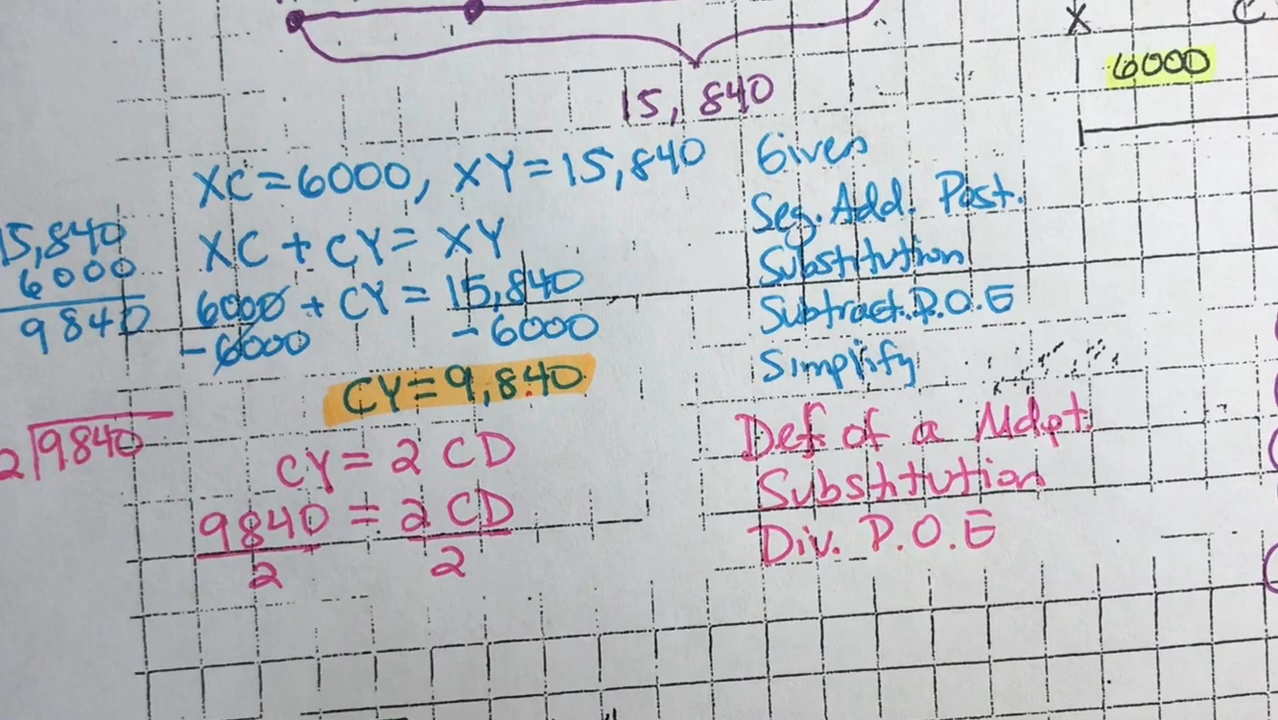 X C
6000
15,840
XC=6000, XY=15,840 Given
Seg. Add. Post.
15,840 XC + CY = XY
6000 Substitution
9840 6000 + CY = 15,840 Subtract. P.O.E
-6000 -6000
Simplify
CY=9,840
2 9840 Def. of a Mdpt.
CY = 2 CD
Substitution
9840 = 2 CD
2 2 Div. P.O.E